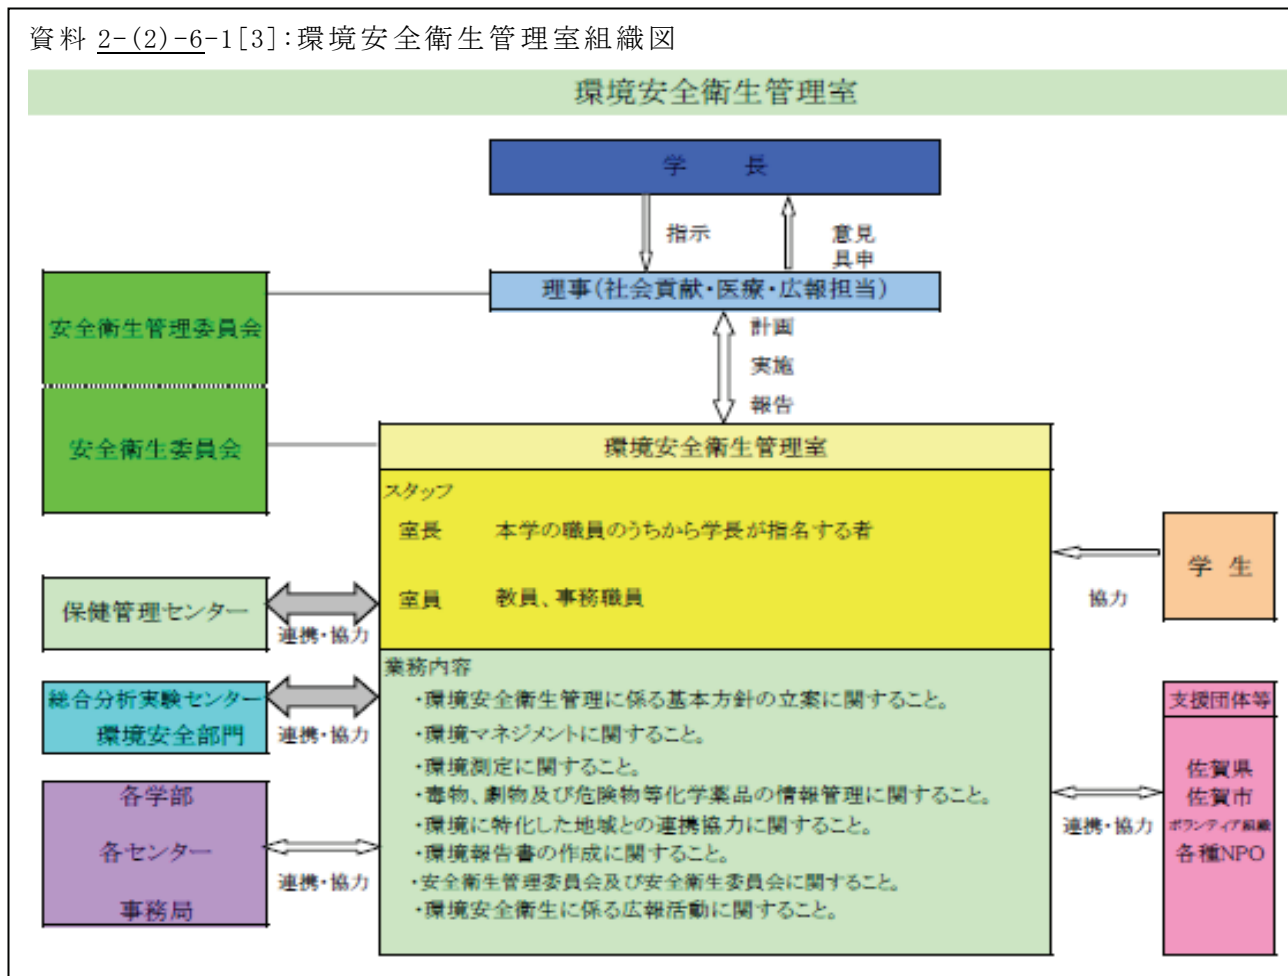 資料 2-(2)-6-1[3]:環境安全衛生管理室組織図
環境安全衛生管理室
学 長
指示
意見
具申
理事(社会貢献・医療・広報担当)
計画
実施
報告
安全衛生管理委員会
安全衛生委員会
環境安全衛生管理室
スタッフ
室長 本学の職員のうちから学長が指名する者
室員 教員、事務職員
学 生
協力
保健管理センター
連携・協力
総合分析実験センター
環境安全部門
連携・協力
各学部
各センター
事務局
連携・協力
業務内容
・環境安全衛生管理に係る基本方針の立案に関すること。
・環境マネジメントに関すること。
・環境測定に関すること。
・毒物、劇物及び危険物等化学薬品の情報管理に関すること。
・環境に特化した地域との連携協力に関すること。
・環境報告書の作成に関すること。
・安全衛生管理委員会及び安全衛生委員会に関すること。
・環境安全衛生に係る広報活動に関すること。
連携・協力
支援団体等
佐賀県
佐賀市
ボランティア組織
各種NPO